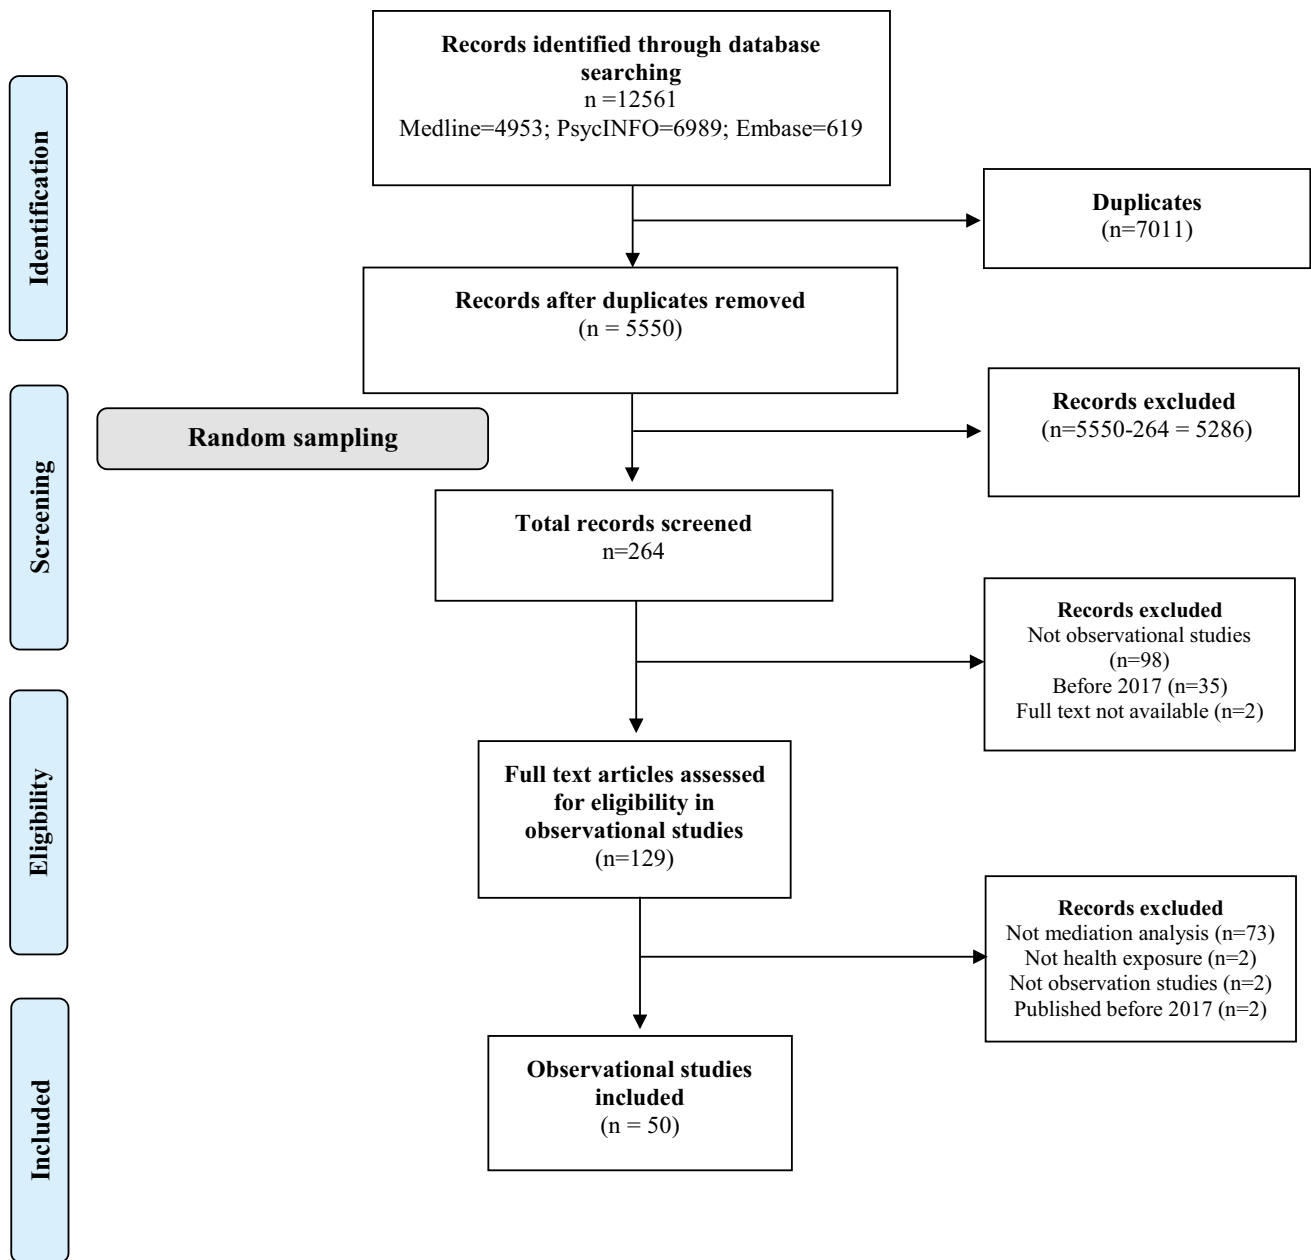 Records identified through database
searching
n =12561
Medline=4953; PsycINFO=6989; Embase=619
Identification
Duplicates
(n=7011)
Records after duplicates removed
(n = 5550)
Screening
Random sampling
Records excluded
(n=5550-264 = 5286)
Total records screened
n=264
Records excluded
Not observational studies
(n=98)
Before 2017 (n=35)
Full text not available (n=2)
Eligibility
Full text articles assessed
for eligibility in
observational studies
(n=129)
Records excluded
Not mediation analysis (n=73)
Not health exposure (n=2)
Not observation studies (n=2)
Published before 2017 (n=2)
Included
Observational studies
included
(n = 50)